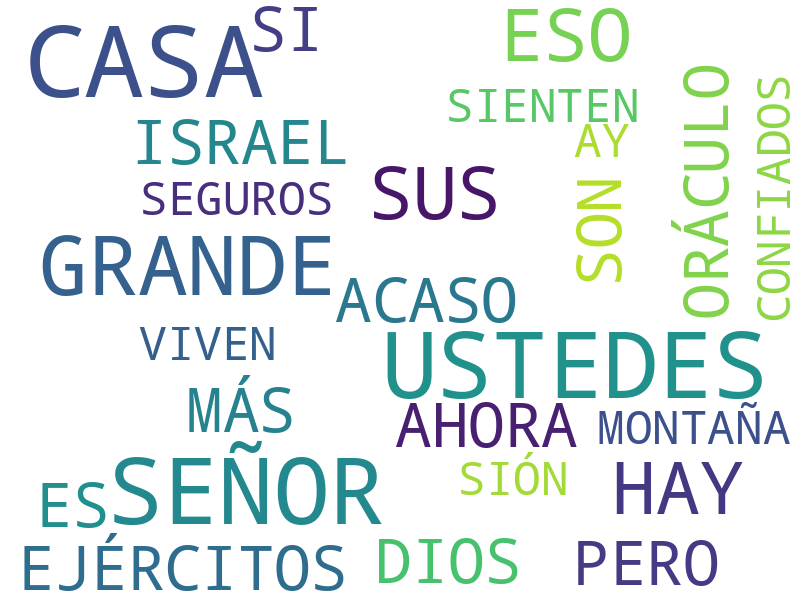 SI
CASA
ESO
SIENTEN
ISRAEL
AY
SEGUROS
SUS
SON
ORÁCULO
CONFIADOS
GRANDE
ACASO
VIVEN
USTEDES
MÁS
AHORA
MONTAÑA
SEÑOR
SIÓN
HAY
ES
EJÉRCITOS
DIOS
PERO